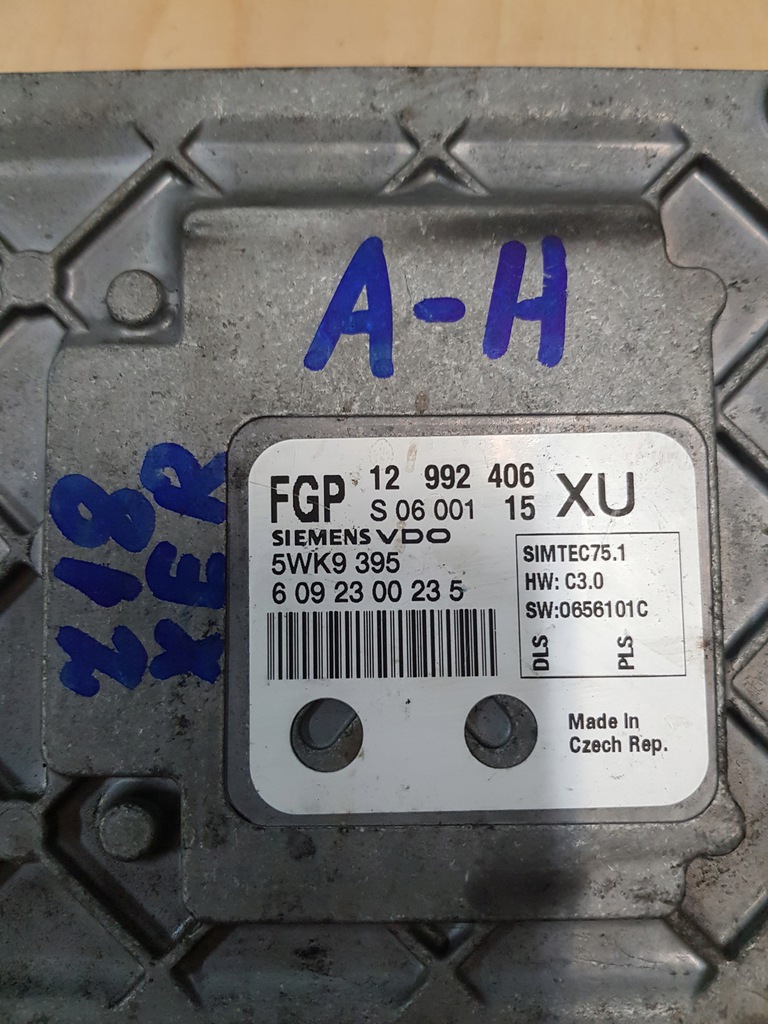 A-H
Z18
XER
FGP 12 992 406 XU
S 06 001 15
SIEMENS VDO
5WK9 395
6 09 23 00 23 5
SIMTEC75.1
HW: C3.0
SW:0656101C
DLS PLS
Made in
Czech Rep.